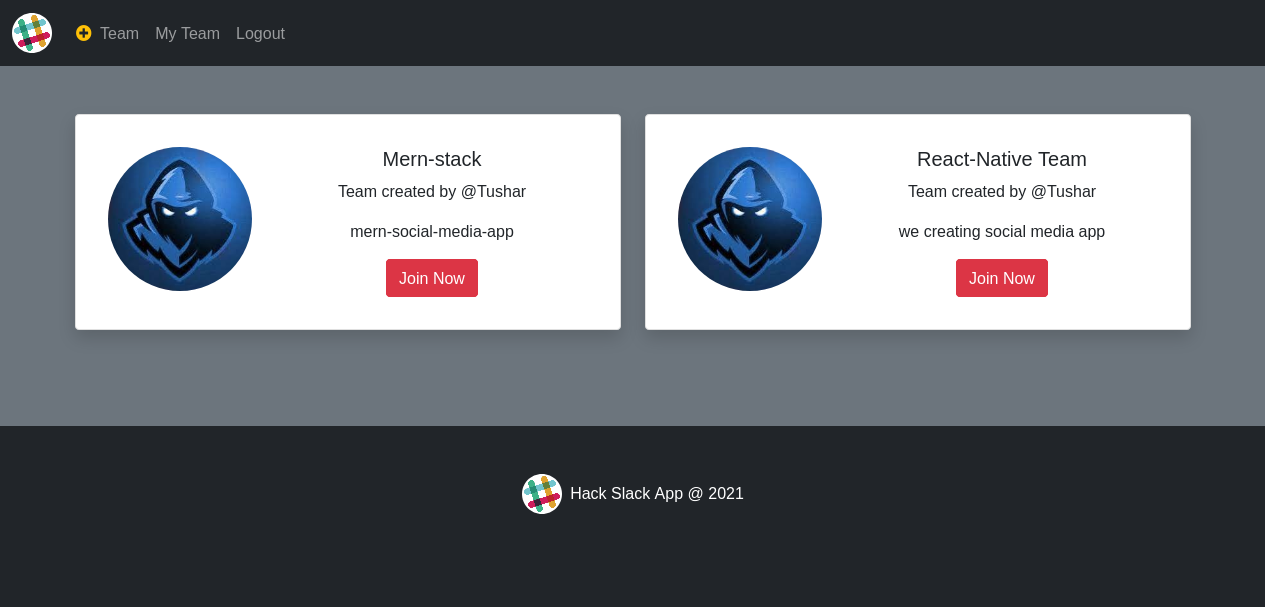 Team My Team Logout
Mern-stack
Team created by @Tushar
mern-social-media-app
Join Now
React-Native Team
Team created by @Tushar
we creating social media app
Join Now
Hack Slack App @ 2021